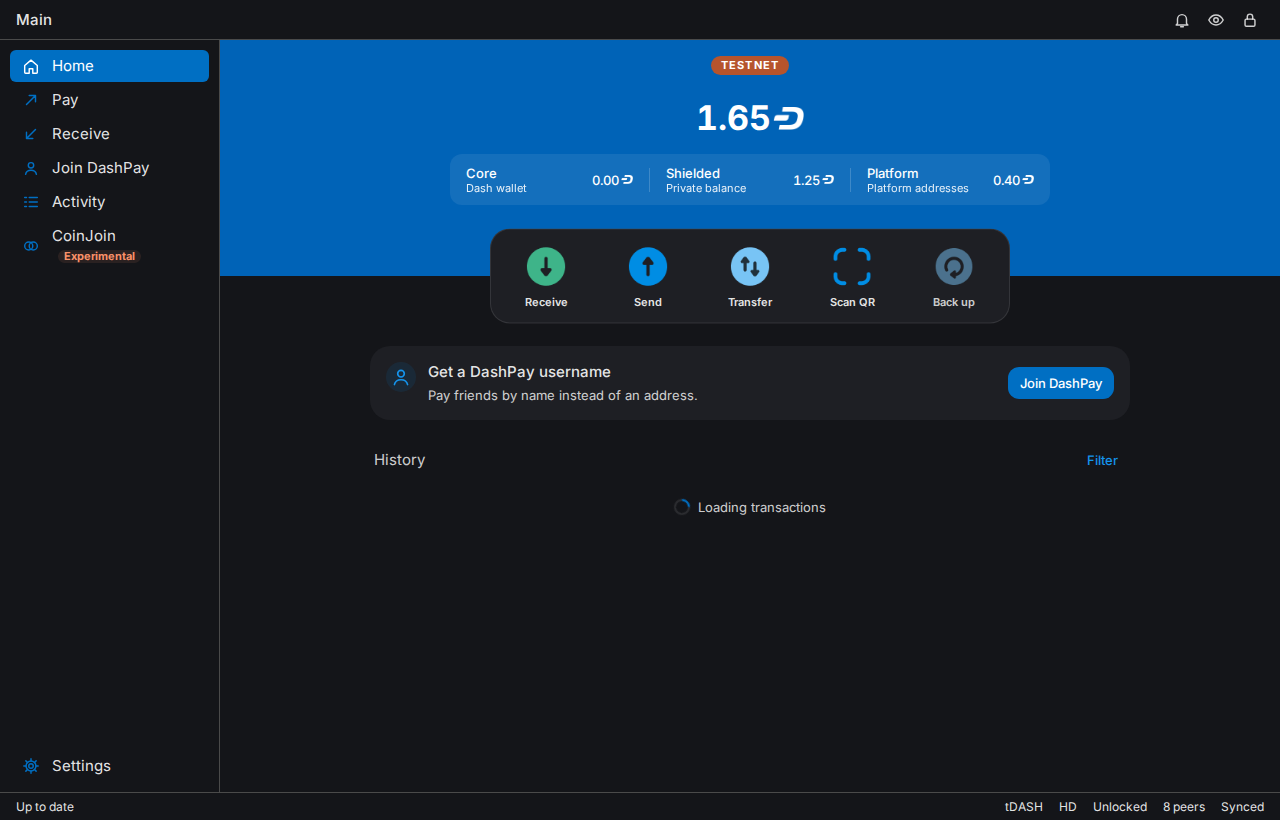 Main
Home
Pay
Receive
Join DashPay
Activity
CoinJoin
Experimental
Settings
TESTNET
1.65
Core
Dash wallet
0.00
Shielded
Private balance
1.25
Platform
Platform addresses
0.40
Receive
Send
Transfer
Scan QR
Back up
Get a DashPay username
Pay friends by name instead of an address.
Join DashPay
History
Filter
Loading transactions
Up to date
tDASH HD Unlocked 8 peers Synced